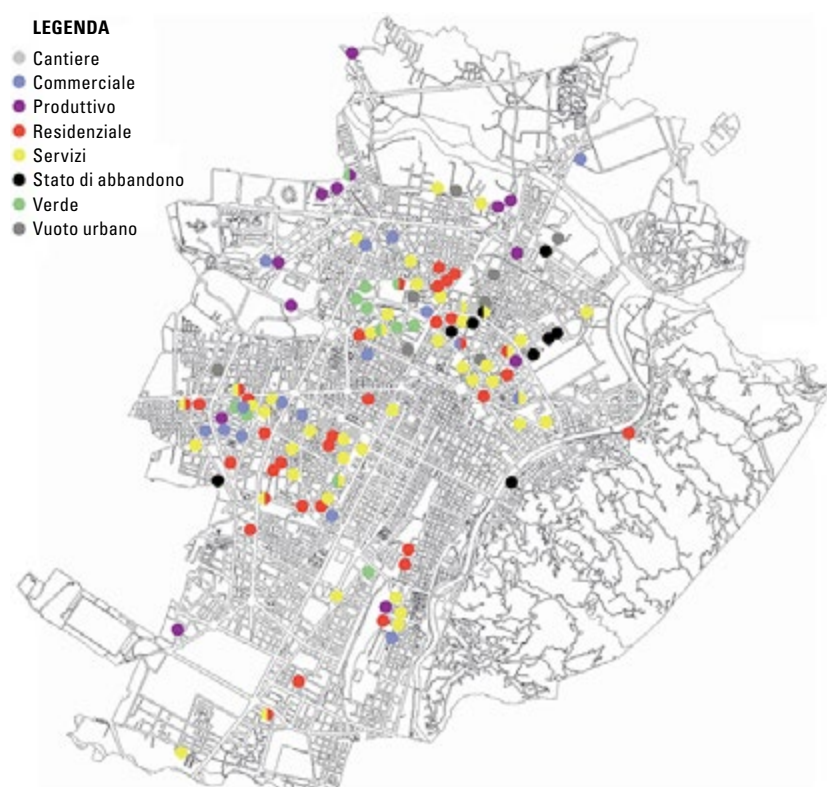 LEGENDA
Cantiere
Commerciale
Produttivo
Residenziale
Servizi
Stato di abbandono
Verde
Vuoto urbano